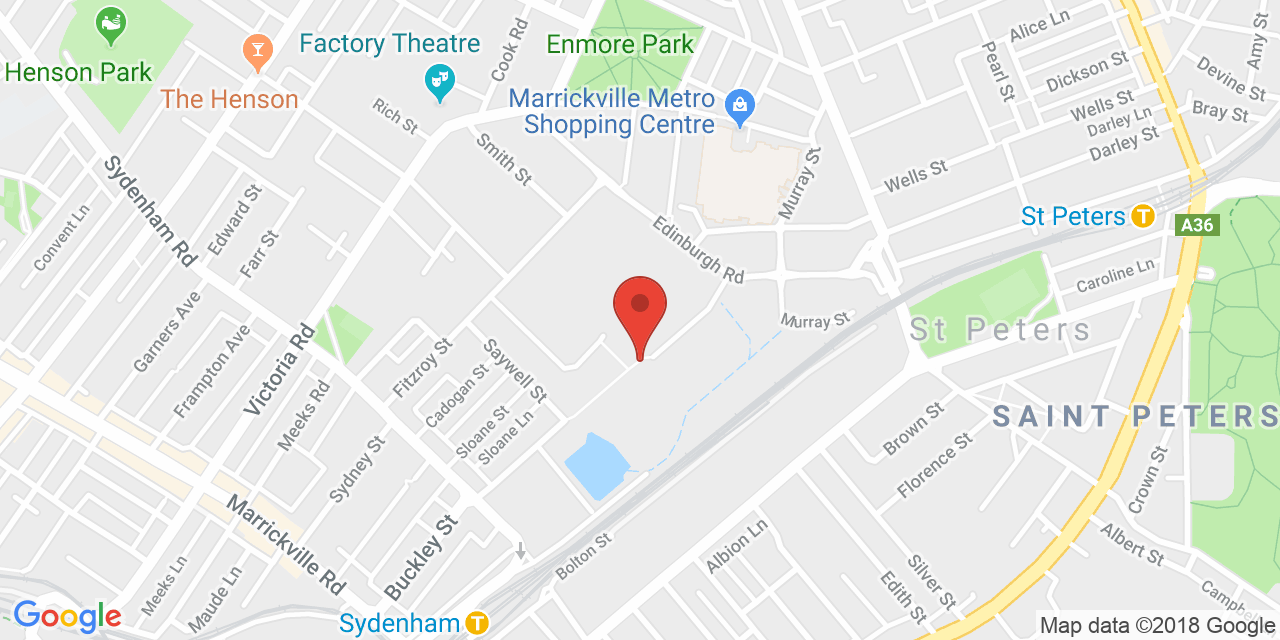 Alice Ln
Cook Rd
Amy St
Factory Theatre
Enmore Park
Pearl St
Henson Park
Dickson St
Devine St
The Henson
Marrickville Metro
Shopping Centre
Rich St
Wells St
Bray St
Darley Ln
Darley St
Smith St
Murray St
Wells St
Sydenham Rd
Edward St
Convent Ln
Farr St
St Peters
T
A36
Edinburgh Rd
Caroline Ln
Garners Ave
Murray St
St Peters
Frampton Ave
Victoria Rd
Fitzroy St
Saywell St
Cadogan St
Meeks Rd
Sloane St
Sloane Ln
SAINT PETERS
Brown St
Florence St
Sydney St
Crown St
Marrickville Rd
Buckley St
Albion Ln
Albert St
Bolton St
Silver St
Edith St
Meeks Ln
Maude Ln
Campbell
Google
Sydenham
T
Map data ©2018 Google